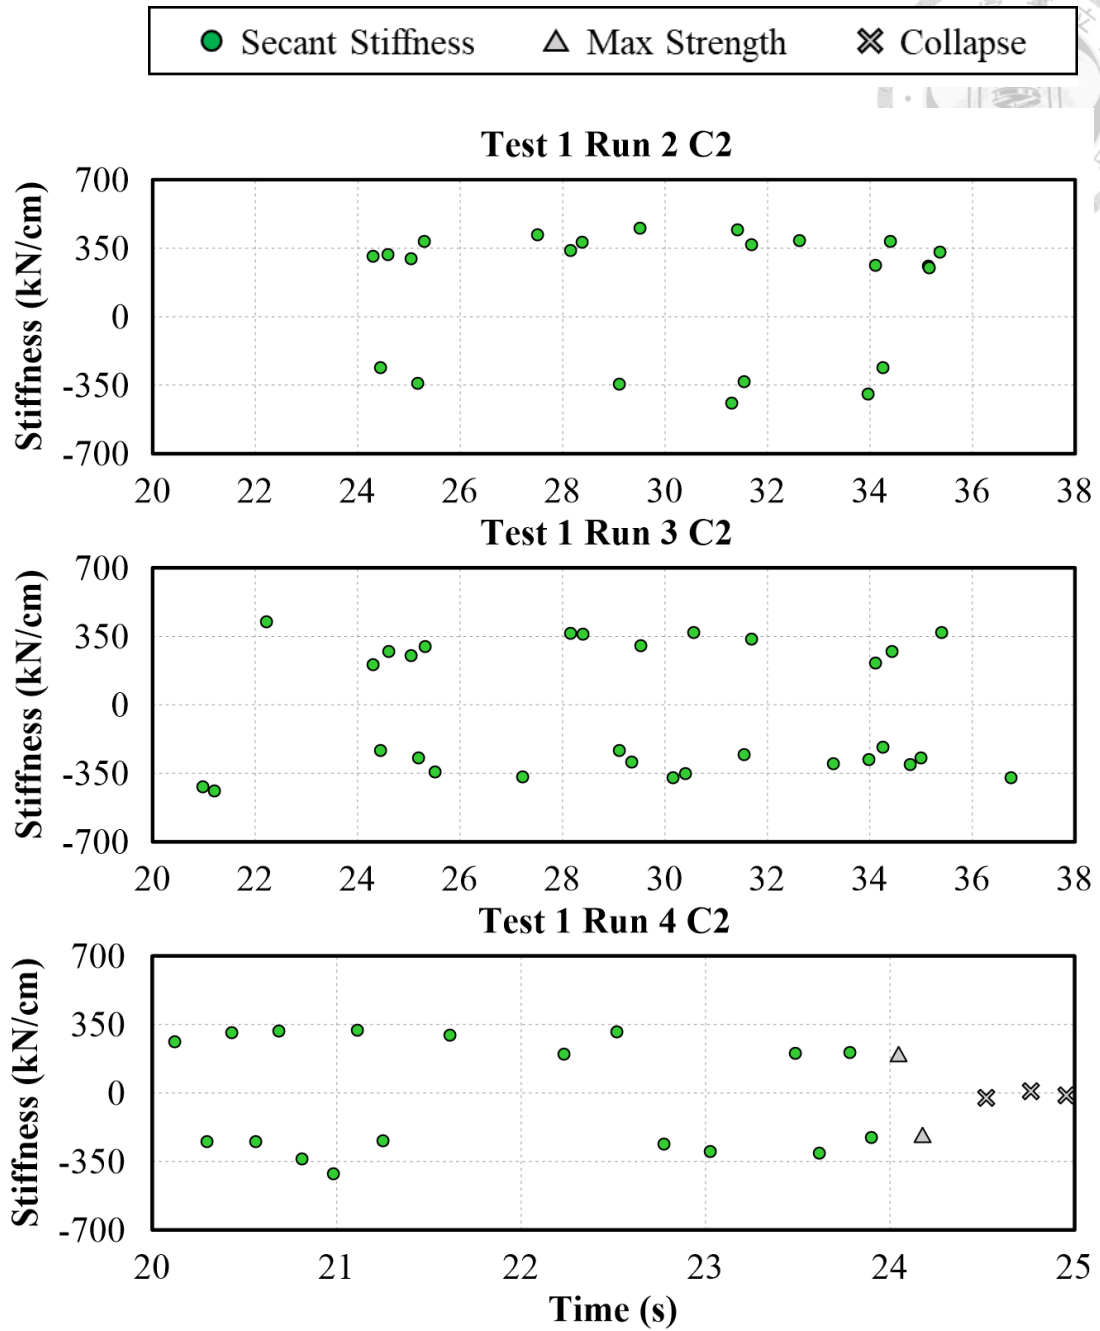 Secant Stiffness Max Strength Collapse
Test 1 Run 2 C2
Stiffness (kN/cm)
700
350
0
-350
-700
20 22 24 26 28 30 32 34 36 38
Test 1 Run 3 C2
Stiffness (kN/cm)
700
350
0
-350
-700
20 22 24 26 28 30 32 34 36 38
Test 1 Run 4 C2
Stiffness (kN/cm)
700
350
0
-350
-700
20 21 22 23 24 25
Time (s)